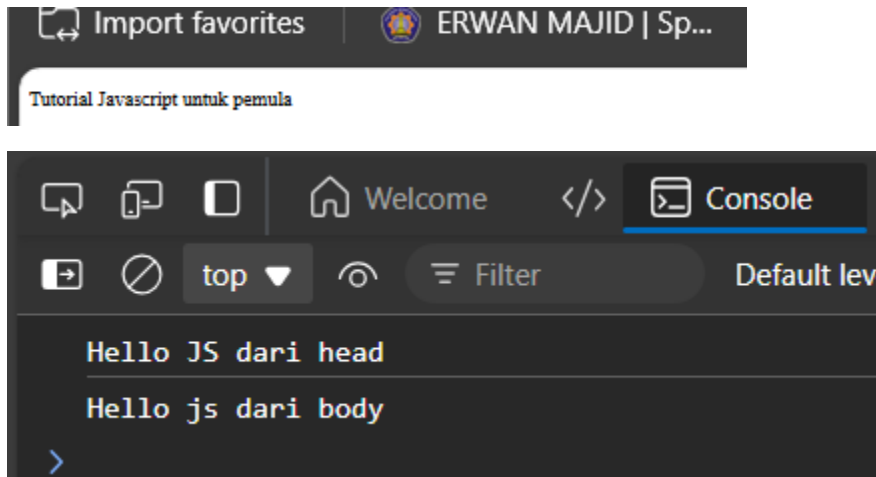 Import favorites ERWAN MAJID | Sp...
Tutorial Javascript untuk pemula
Welcome </> Console
top Filter Default lev
Hello JS dari head
Hello js dari body
>